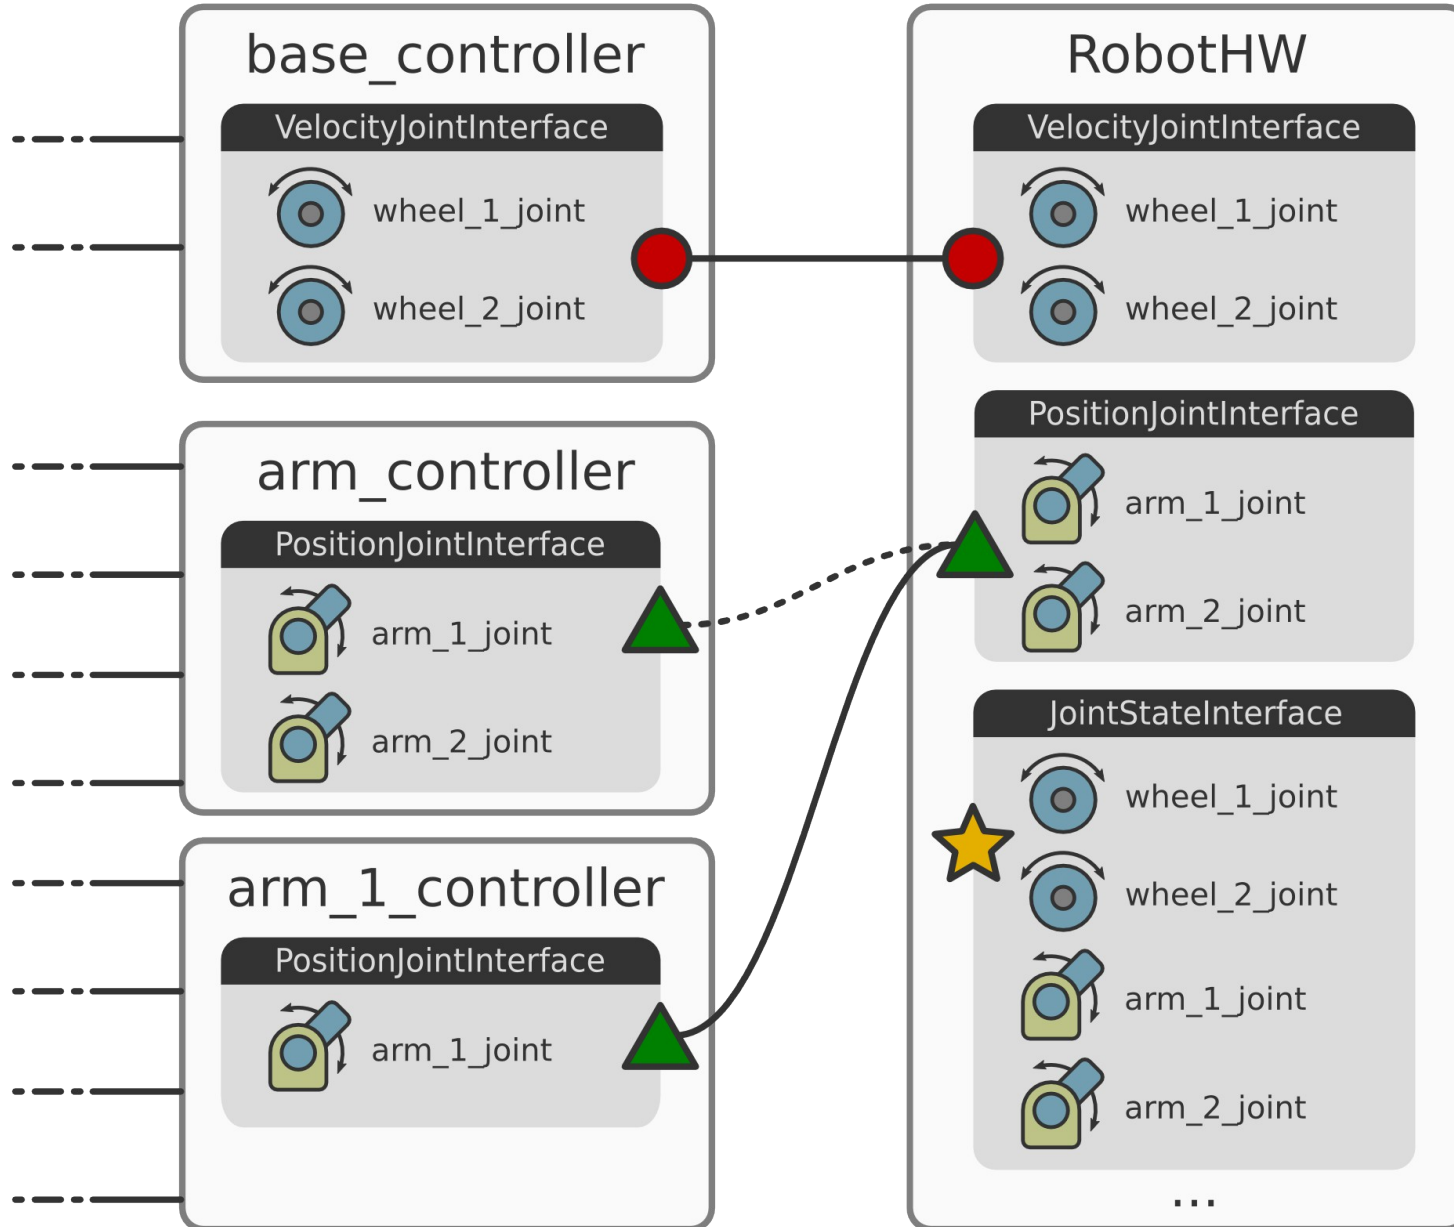 base_controller
VelocityJointInterface
wheel_1_joint
wheel_2_joint
arm_controller
PositionJointInterface
arm_1_joint
arm_2_joint
arm_1_controller
PositionJointInterface
arm_1_joint
RobotHW
VelocityJointInterface
wheel_1_joint
wheel_2_joint
PositionJointInterface
arm_1_joint
arm_2_joint
JointStateInterface
wheel_1_joint
wheel_2_joint
arm_1_joint
arm_2_joint
...